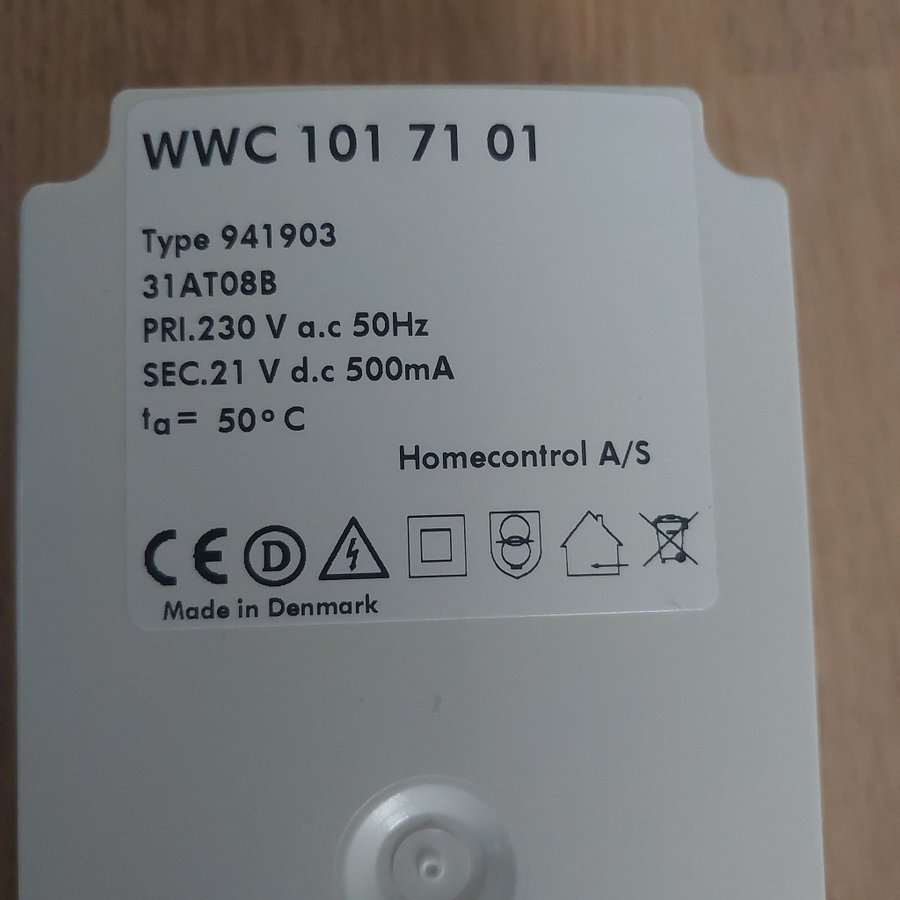 WWC 101 71 01
Type 941903
31AT08B
PRI.230 V a.c 50Hz
SEC.21 V d.c 500mA
ta= 50°C
Homecontrol A/S
CE D
Made in Denmark